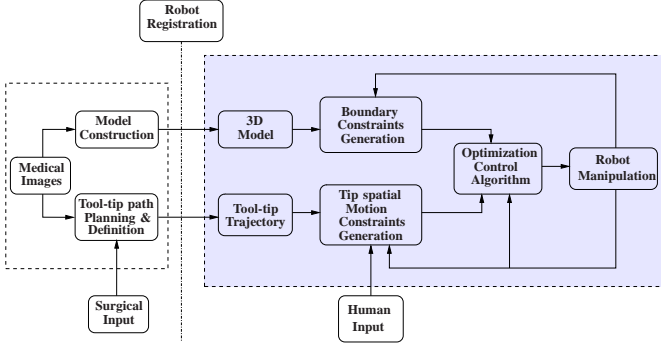 Robot
Registration
Model
Construction
3D
Model
Boundary
Constraints
Generation
Medical
Images
Optimization
Control
Algorithm
Robot
Manipulation
Tool-tip path
Planning &
Definition
Tool-tip
Trajectory
Tip spatial
Motion
Constraints
Generation
Surgical
Input
Human
Input